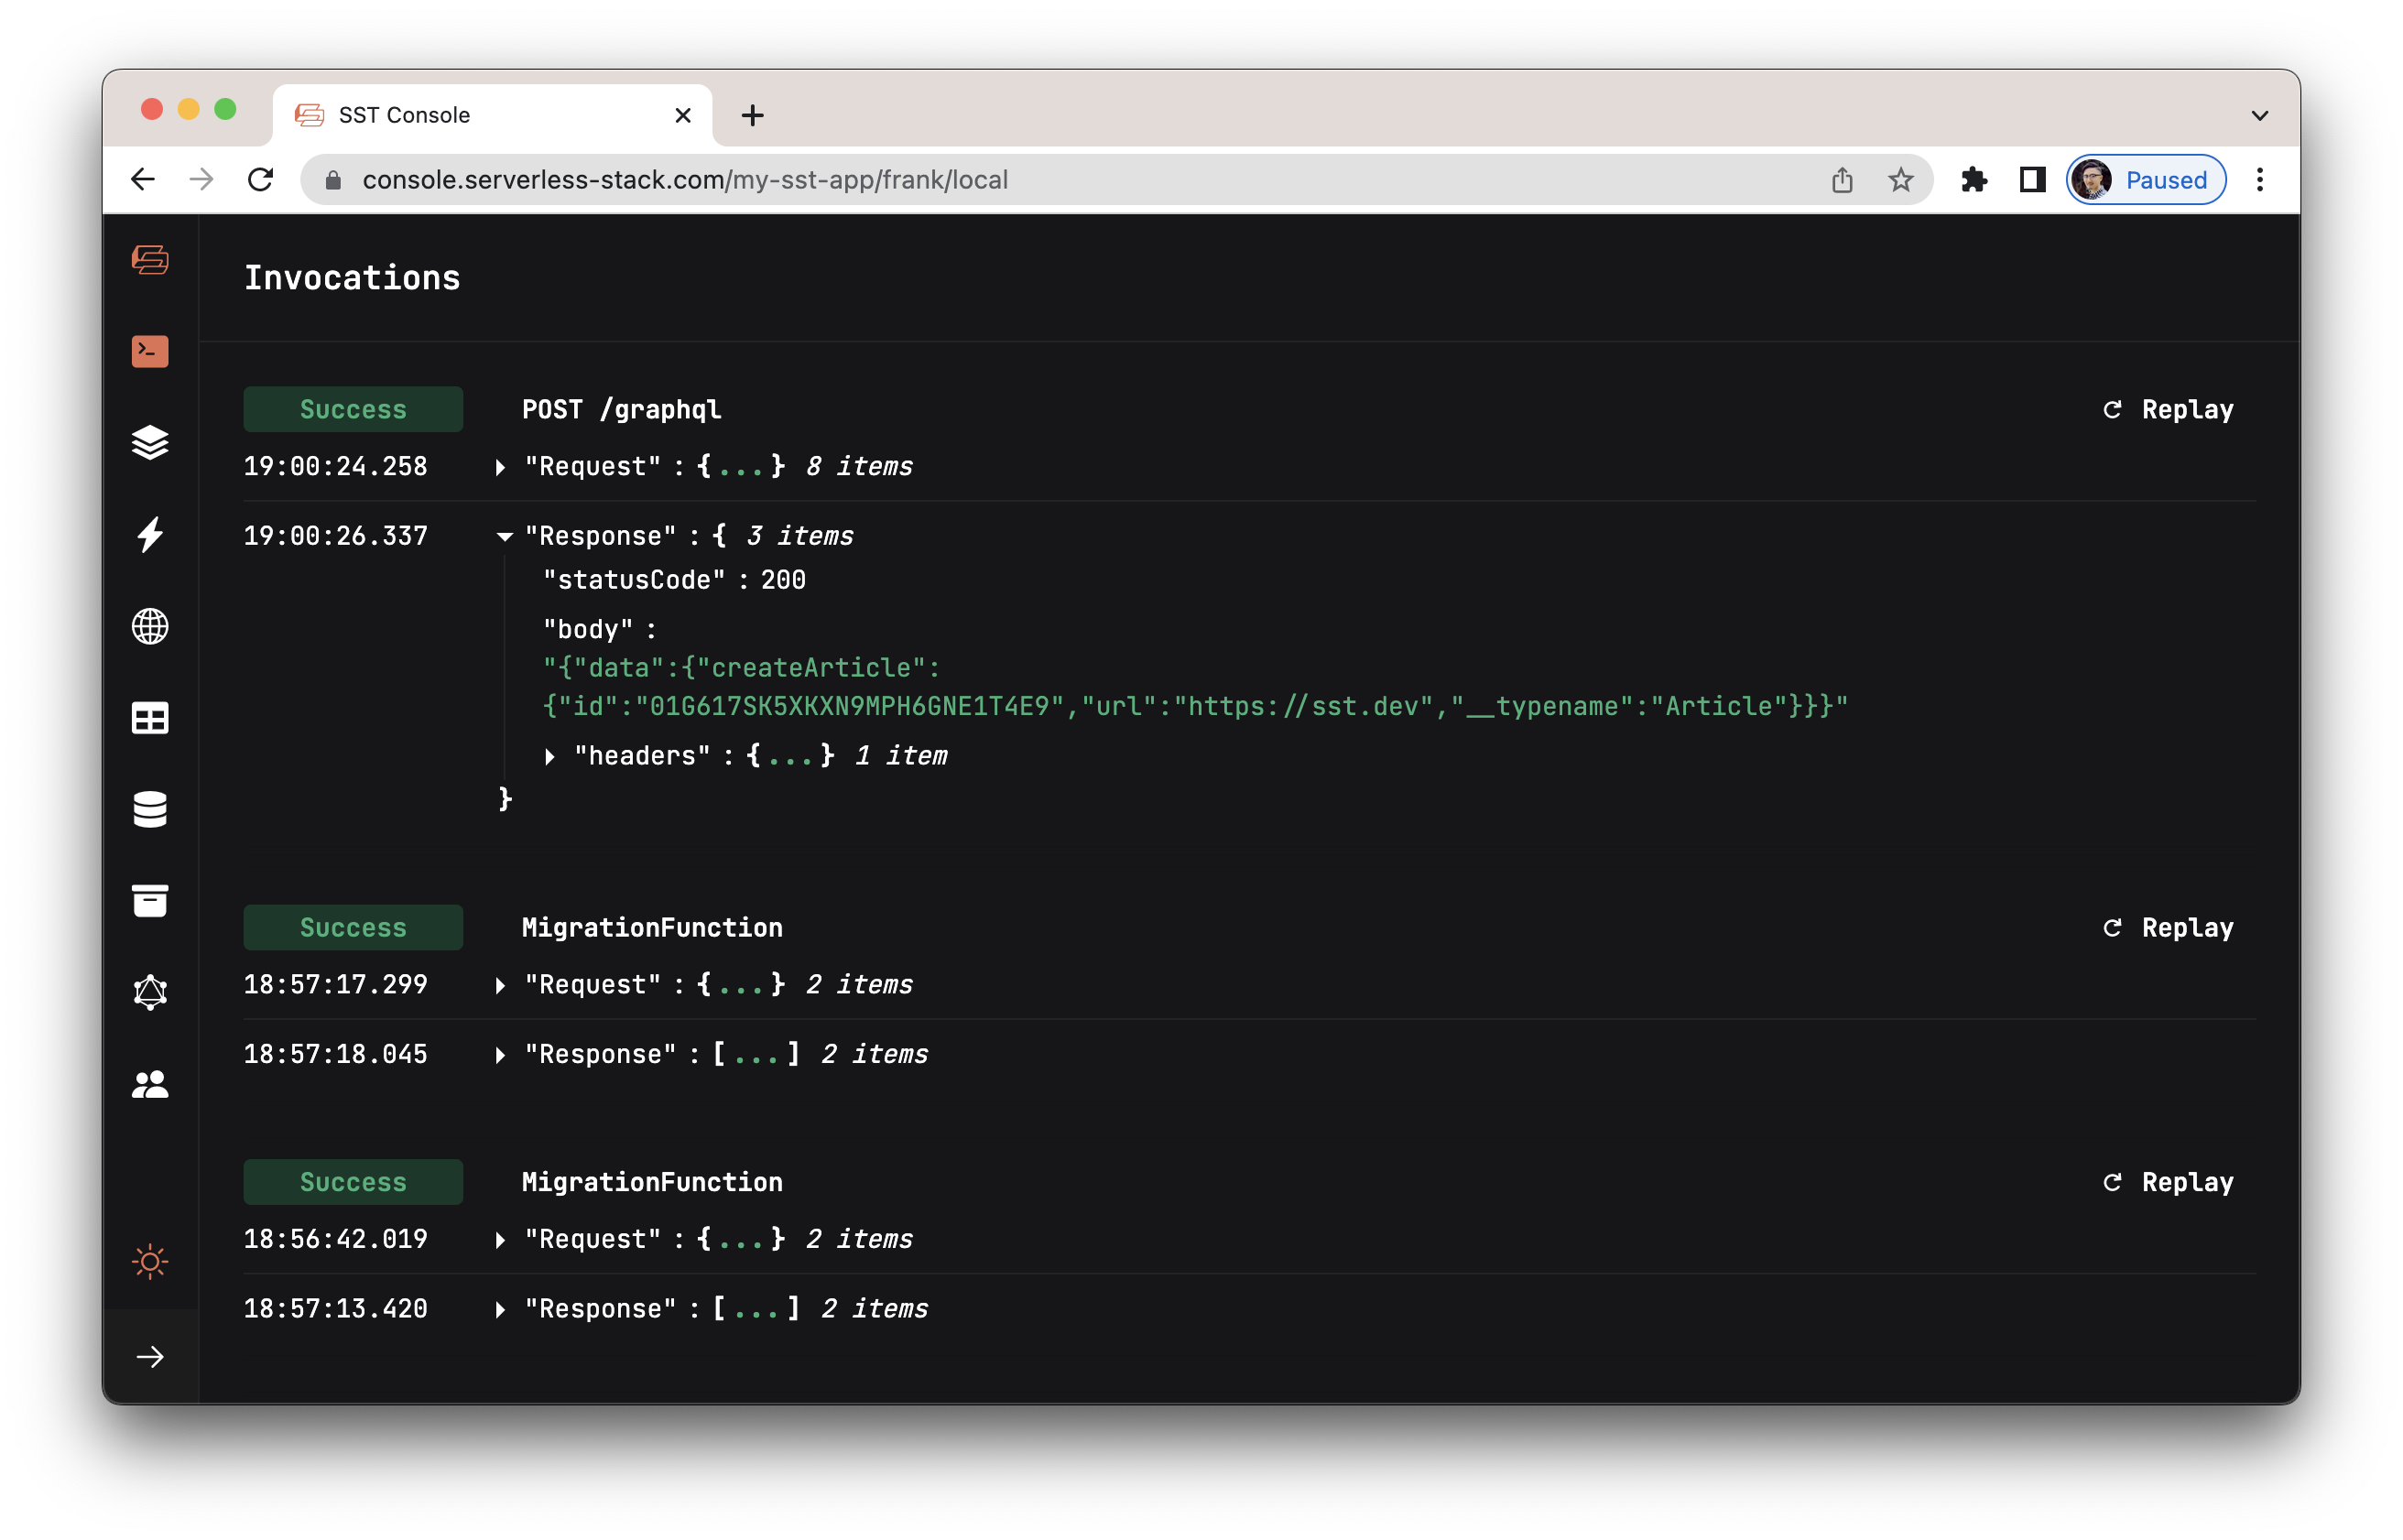 SST Console
console.serverless-stack.com/my-sst-app/frank/local
Paused
Invocations
Success POST /graphql Replay
19:00:24.258 "Request" : {...} 8 items
19:00:26.337 "Response" : { 3 items
"statusCode" : 200
"body" :
"{"data":{"createArticle":
{"id":"01G617SK5XKXN9MPH6GNE1T4E9","url":"https://sst.dev","__typename":"Article"}}}"
"headers" : {...} 1 item
}
Success MigrationFunction Replay
18:57:17.299 "Request" : {...} 2 items
18:57:18.045 "Response" : [...] 2 items
Success MigrationFunction Replay
18:56:42.019 "Request" : {...} 2 items
18:57:13.420 "Response" : [...] 2 items